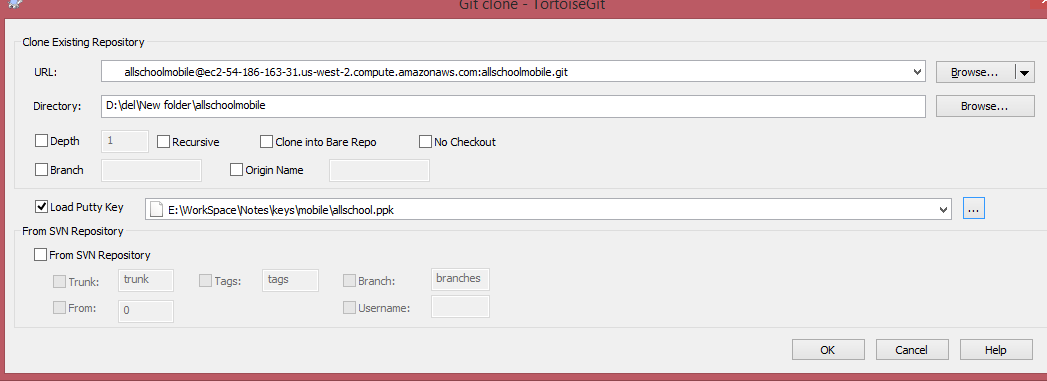 Git clone - TortoiseGit
Clone Existing Repository
URL: allschoolmobile@ec2-54-186-163-31.us-west-2.compute.amazonaws.com:allschoolmobile.git Browse...
Directory: D:\del\New folder\allschoolmobile Browse...
Depth 1 Recursive Clone into Bare Repo No Checkout
Branch Origin Name
Load Putty Key E:\WorkSpace\Notes\keys\mobile\allschool.ppk ...
From SVN Repository
From SVN Repository
Trunk: trunk Tags: tags Branch: branches
From: 0 Username:
OK Cancel Help